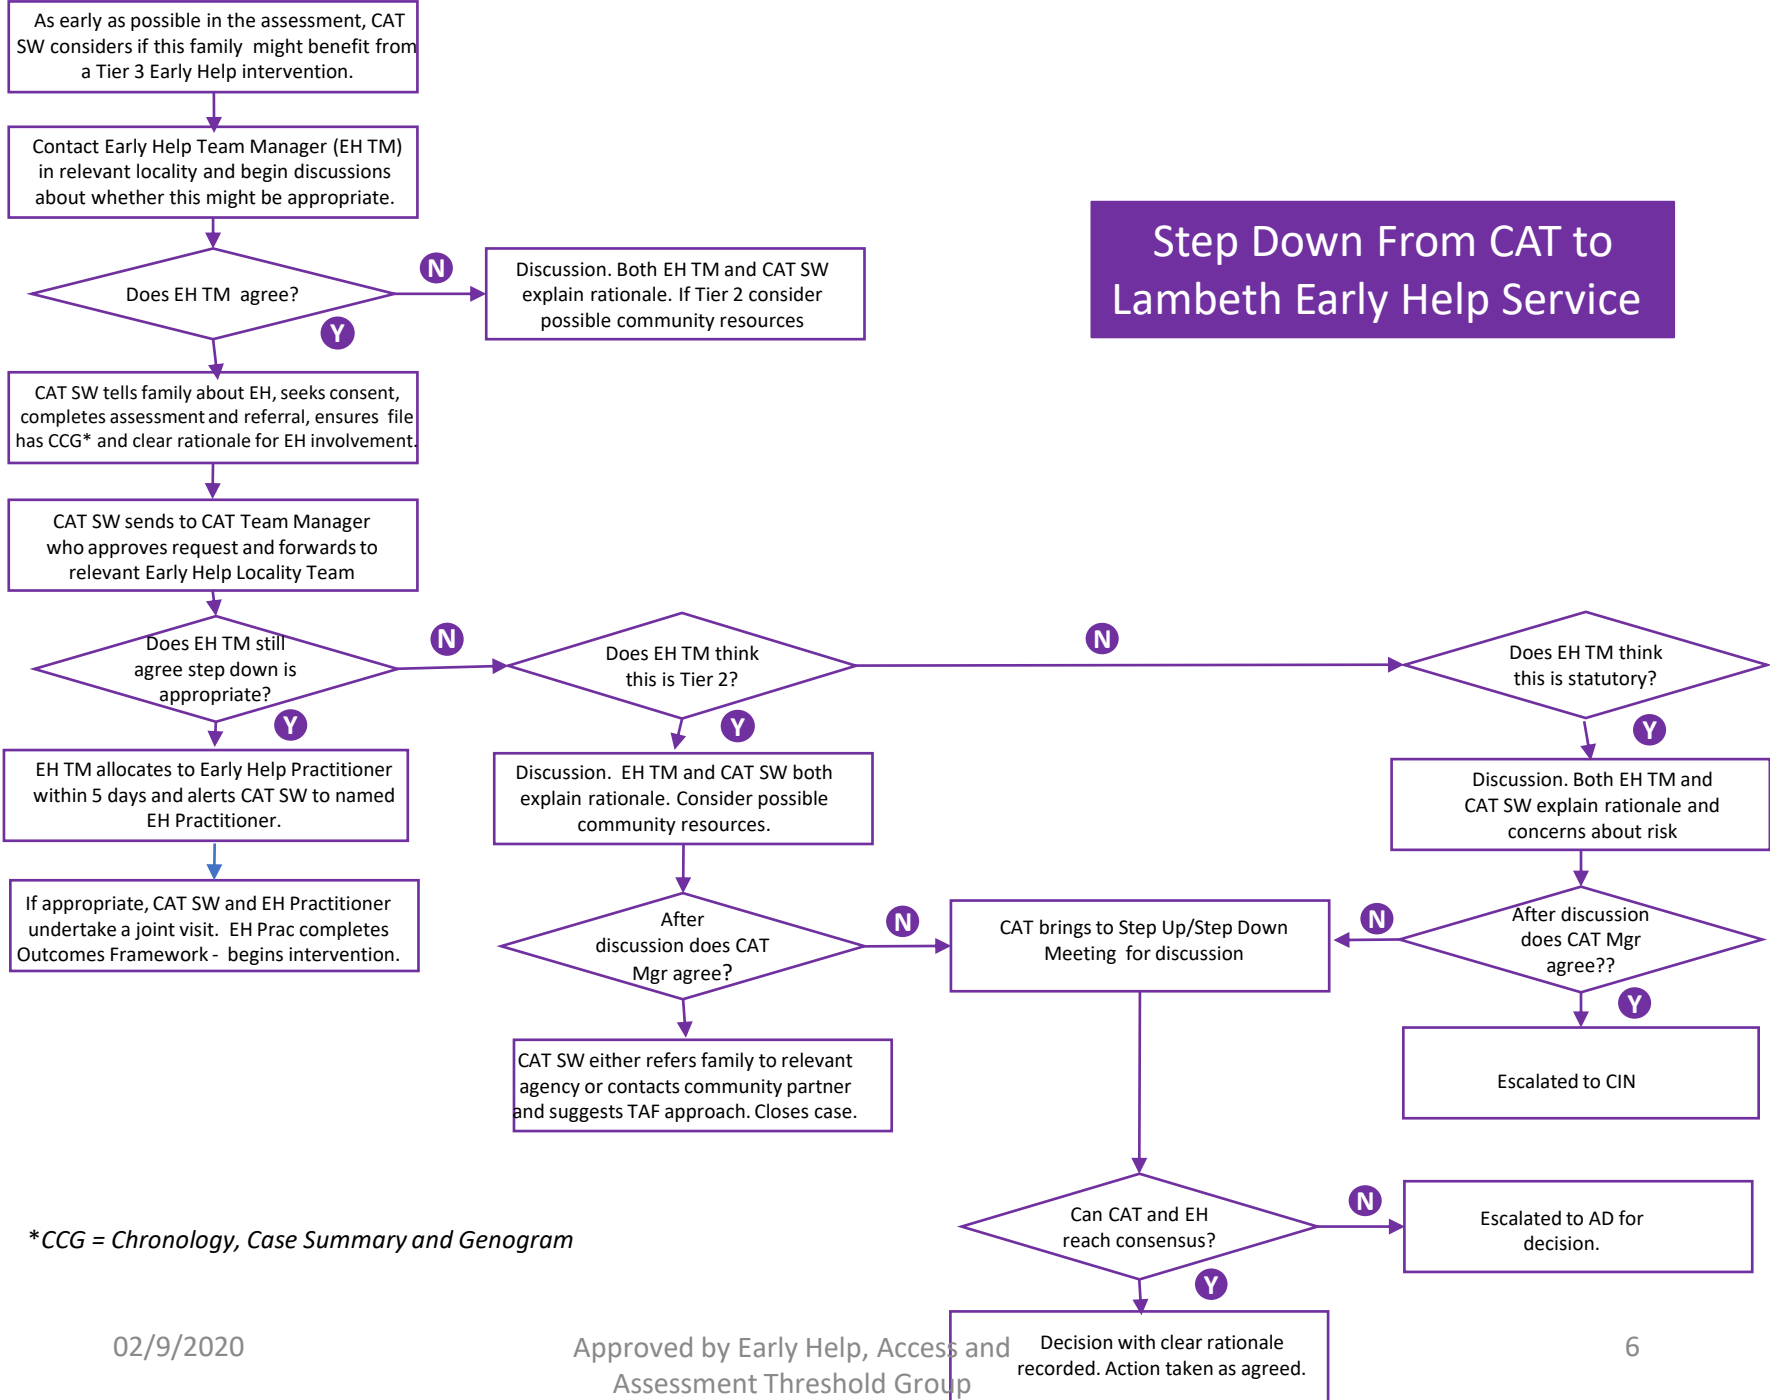 As early as possible in the assessment, CAT
SW considers if this family might benefit from
a Tier 3 Early Help intervention.
Contact Early Help Team Manager (EH TM)
in relevant locality and begin discussions
about whether this might be appropriate.
Step Down From CAT to
Lambeth Early Help Service
Does EH TM agree?
N
Y
Discussion. Both EH TM and CAT SW
explain rationale. If Tier 2 consider
possible community resources
CAT SW tells family about EH, seeks consent,
completes assessment and referral, ensures file
has CCG* and clear rationale for EH involvement.
CAT SW sends to CAT Team Manager
who approves request and forwards to
relevant Early Help Locality Team
Does EH TM still
agree step down is
appropriate?
N
Y
Does EH TM think
this is Tier 2?
N
Y
Does EH TM think
this is statutory?
Y
EH TM allocates to Early Help Practitioner
within 5 days and alerts CAT SW to named
EH Practitioner.
Discussion. EH TM and CAT SW both
explain rationale. Consider possible
community resources.
Discussion. Both EH TM and
CAT SW explain rationale and
concerns about risk
If appropriate, CAT SW and EH Practitioner
undertake a joint visit. EH Prac completes
Outcomes Framework - begins intervention.
After
discussion does CAT
Mgr agree?
N
CAT brings to Step Up/Step Down
Meeting for discussion
N
After discussion
does CAT Mgr
agree??
Y
CAT SW either refers family to relevant
agency or contacts community partner
and suggests TAF approach. Closes case.
Escalated to CIN
Can CAT and EH
reach consensus?
N
Y
Escalated to AD for
decision.
*CCG = Chronology, Case Summary and Genogram
Decision with clear rationale
recorded. Action taken as agreed.
02/9/2020
Approved by Early Help, Access and
Assessment Threshold Group
6